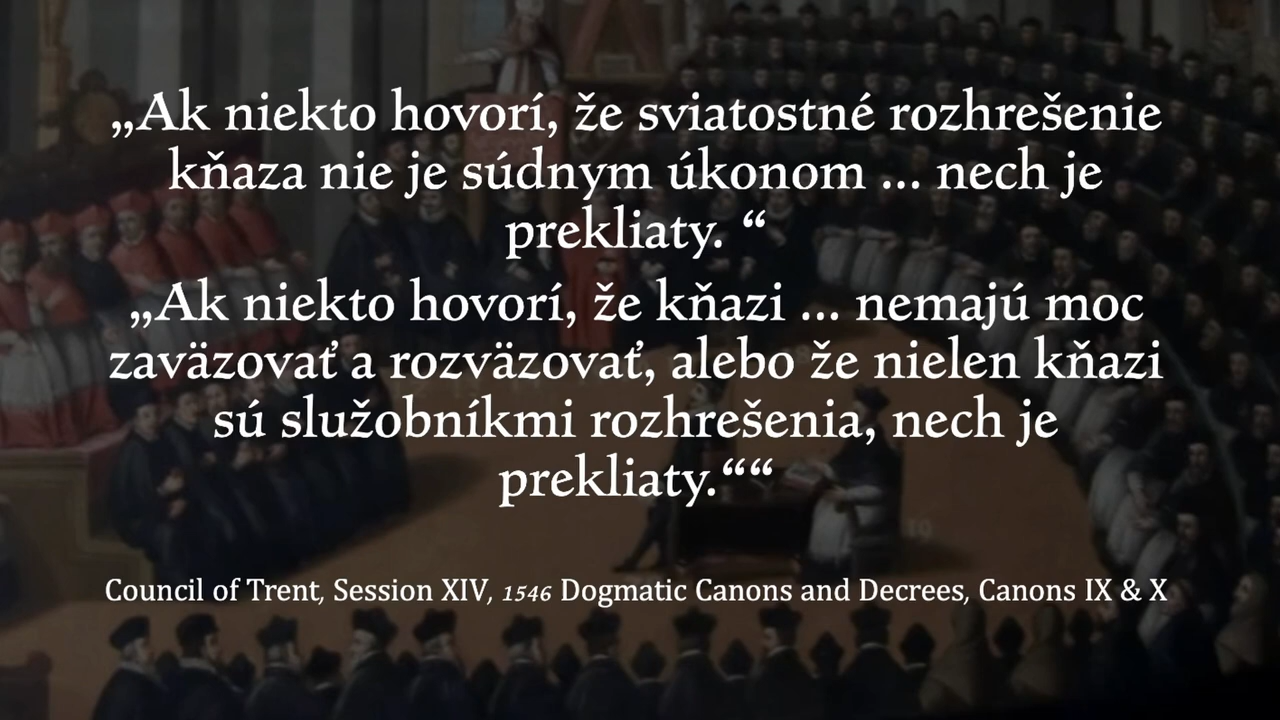 „Ak niekto hovorí, že sviatostné rozhrešenie
kňaza nie je súdnym úkonom ... nech je
prekliaty. “
„Ak niekto hovorí, že kňazi ... nemajú moc
zaväzovať a rozväzovať, alebo že nielen kňazi
sú služobníkmi rozhrešenia, nech je
prekliaty.““
Council of Trent, Session XIV, 1546 Dogmatic Canons and Decrees, Canons IX & X
19